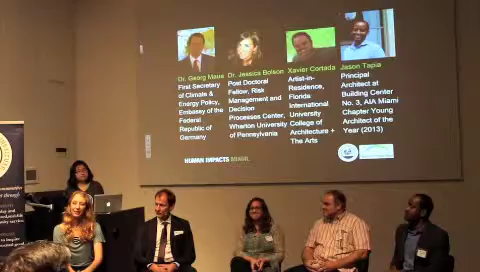 Dr. Georg Maue
First Secretary
of Climate &
Energy Policy,
Embassy of the
Federal
Republic of
Germany
Dr. Jessica Bolson
Post Doctoral
Fellow, Risk
Management and
Decision
Processes Center,
Wharton University
of Pennsylvania
Xavier Cortada
Artist-in-
Residence,
Florida
International
University
College of
Architecture +
The Arts
Jason Tapia
Principal
Architect at
Building Center
No. 3, AIA Miami
Chapter Young
Architect of the
Year (2013)
HUMAN IMPACTS